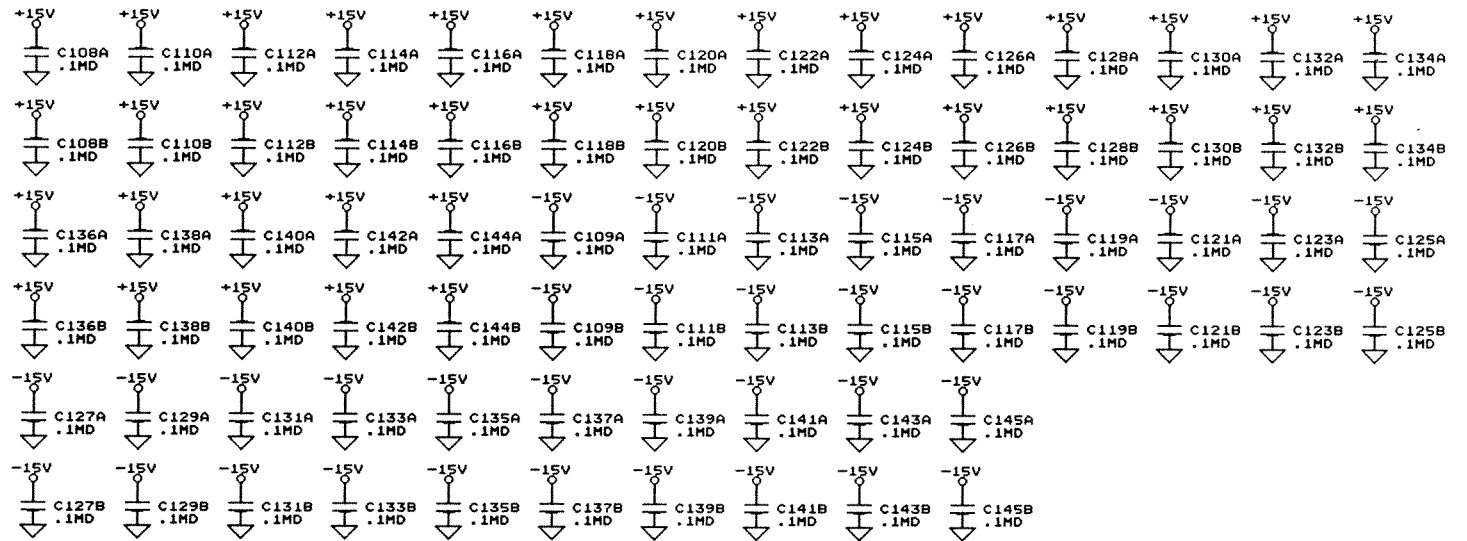 +15V +15V +15V +15V +15V +15V +15V +15V +15V +15V +15V +15V +15V +15V
C108A C110A C112A C114A C116A C118A C120A C122A C124A C126A C128A C130A C132A C134A
.1MD .1MD .1MD .1MD .1MD .1MD .1MD .1MD .1MD .1MD .1MD .1MD .1MD .1MD
+15V +15V +15V +15V +15V +15V +15V +15V +15V +15V +15V +15V +15V +15V
C108B C110B C112B C114B C116B C118B C120B C122B C124B C126B C128B C130B C132B C134B
.1MD .1MD .1MD .1MD .1MD .1MD .1MD .1MD .1MD .1MD .1MD .1MD .1MD .1MD
+15V +15V +15V +15V +15V -15V -15V -15V -15V -15V -15V -15V -15V -15V
C136A C138A C140A C142A C144A C109A C111A C113A C115A C117A C119A C121A C123A C125A
.1MD .1MD .1MD .1MD .1MD .1MD .1MD .1MD .1MD .1MD .1MD .1MD .1MD .1MD
+15V +15V +15V +15V +15V -15V -15V -15V -15V -15V -15V -15V -15V -15V
C136B C138B C140B C142B C144B C109B C111B C113B C115B C117B C119B C121B C123B C125B
.1MD .1MD .1MD .1MD .1MD .1MD .1MD .1MD .1MD .1MD .1MD .1MD .1MD .1MD
-15V -15V -15V -15V -15V -15V -15V -15V -15V -15V
C127A C129A C131A C133A C135A C137A C139A C141A C143A C145A
.1MD .1MD .1MD .1MD .1MD .1MD .1MD .1MD .1MD .1MD
-15V -15V -15V -15V -15V -15V -15V -15V -15V -15V
C127B C129B C131B C133B C135B C137B C139B C141B C143B C145B
.1MD .1MD .1MD .1MD .1MD .1MD .1MD .1MD .1MD .1MD